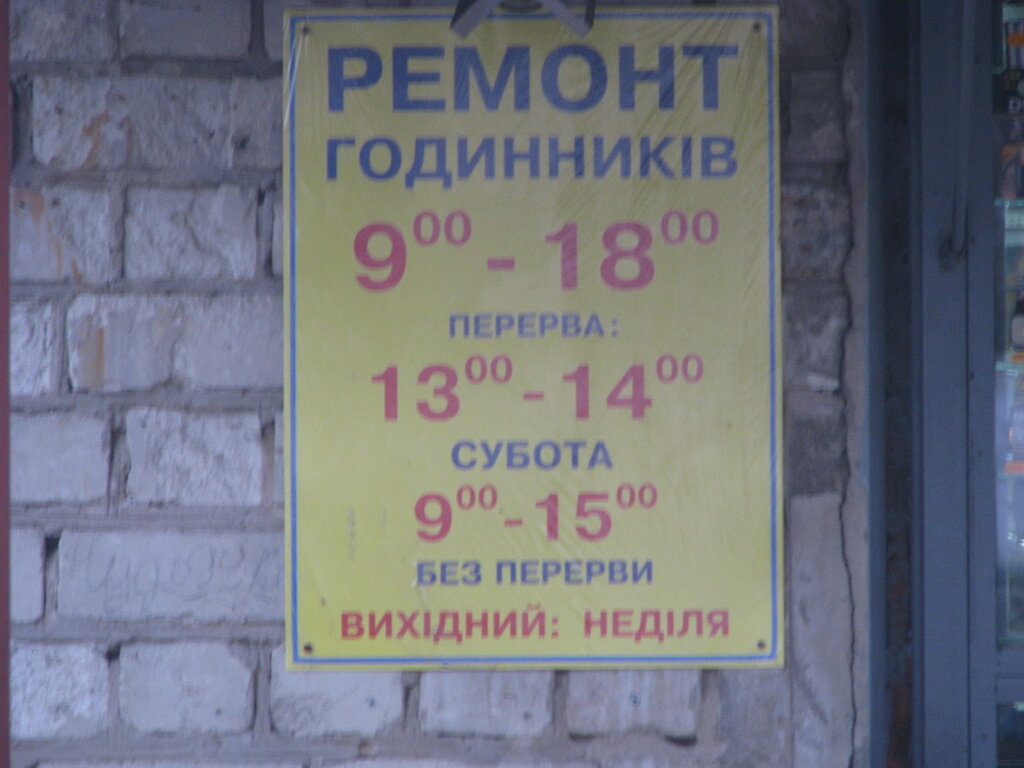 РЕМОНТ
ГОДИННИКІВ
9⁰⁰ - 18⁰⁰
ПЕРЕРВА:
13⁰⁰ - 14⁰⁰
СУБОТА
9⁰⁰ - 15⁰⁰
БЕЗ ПЕРЕРВИ
ВИХІДНИЙ: НЕДІЛЯ